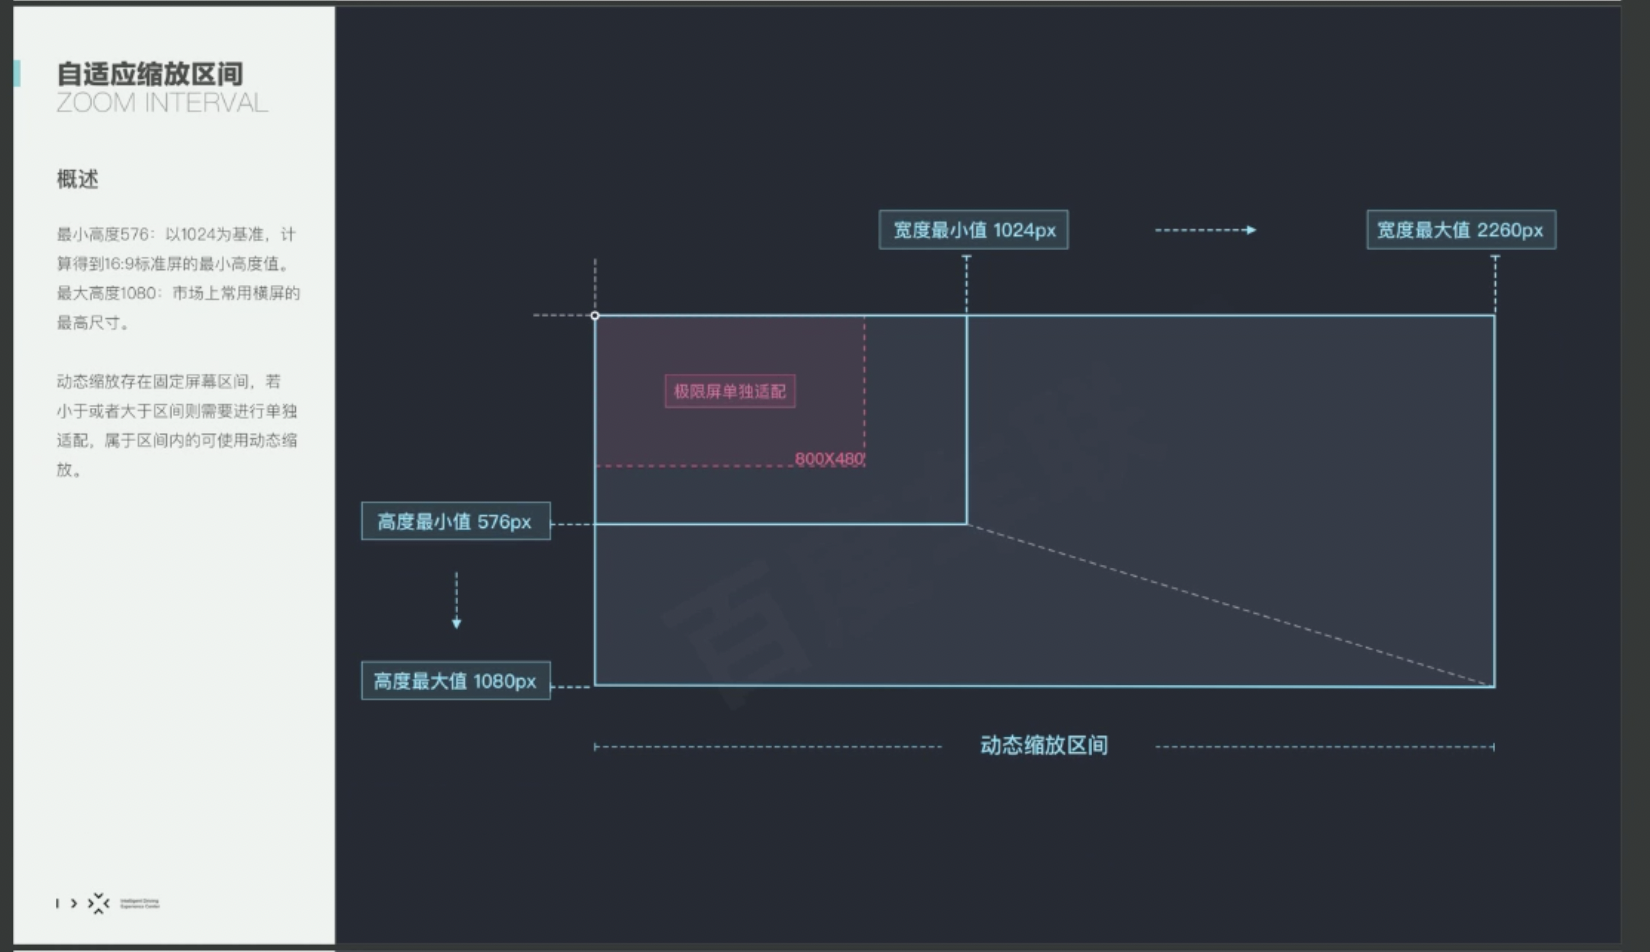 自适应缩放区间
ZOOM INTERVAL
概述
最小高度576：以1024为基准，计
算得到16:9标准屏的最小高度值。
最大高度1080：市场上常用横屏的
最高尺寸。
动态缩放存在固定屏幕区间，若
小于或者大于区间则需要进行单独
适配，属于区间内的可使用动态缩
放。
Intelligent Driving
Experience Center
宽度最小值 1024px
宽度最大值 2260px
极限屏单独适配
800X480
高度最小值 576px
高度最大值 1080px
动态缩放区间